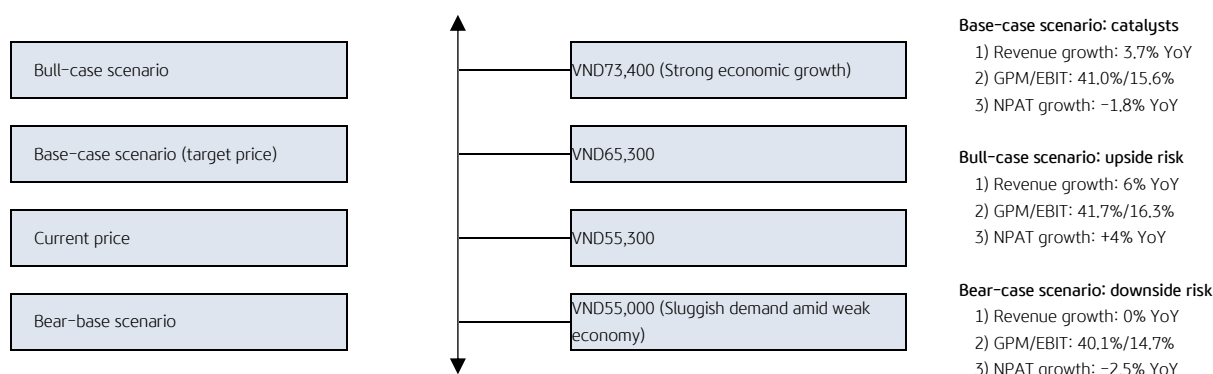 Bull-case scenario
VND73,400 (Strong economic growth)
Base-case scenario (target price)
VND65,300
Current price
VND55,300
Bear-base scenario
VND55,000 (Sluggish demand amid weak
economy)
Base-case scenario: catalysts
1) Revenue growth: 3.7% YoY
2) GPM/EBIT: 41.0%/15.6%
3) NPAT growth: -1.8% YoY
Bull-case scenario: upside risk
1) Revenue growth: 6% YoY
2) GPM/EBIT: 41.7%/16.3%
3) NPAT growth: +4% YoY
Bear-case scenario: downside risk
1) Revenue growth: 0% YoY
2) GPM/EBIT: 40.1%/14.7%
3) NPAT growth: -2.5% YoY